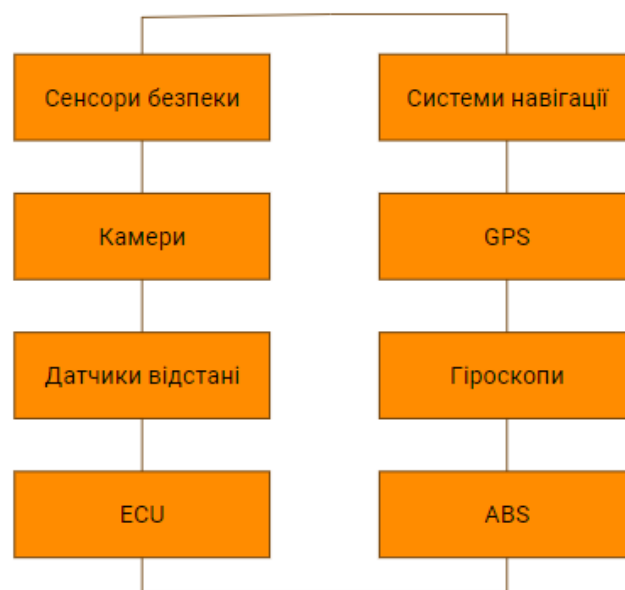 Сенсори безпеки
Системи навігації
Камери
GPS
Датчики відстані
Гіроскопи
ECU
ABS